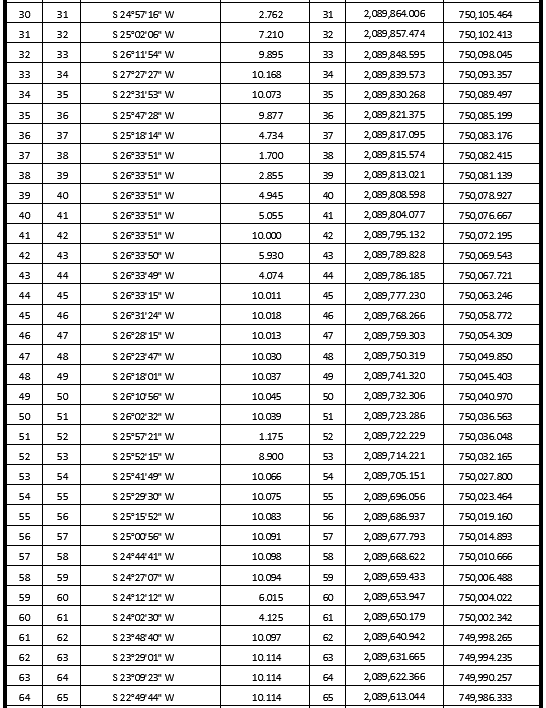 30 31 S 24°57'16" W 2.762 31 2,089,864.006 750,105.464
31 32 S 25°02'06" W 7.210 32 2,089,857.474 750,102.413
32 33 S 26°11'54" W 9.895 33 2,089,848.595 750,098.045
33 34 S 27°27'27" W 10.168 34 2,089,839.573 750,093.357
34 35 S 22°31'53" W 10.073 35 2,089,830.268 750,089.497
35 36 S 25°47'28" W 9.877 36 2,089,821.375 750,085.199
36 37 S 25°18'14" W 4.734 37 2,089,817.095 750,083.176
37 38 S 26°33'51" W 1.700 38 2,089,815.574 750,082.415
38 39 S 26°33'51" W 2.855 39 2,089,813.021 750,081.139
39 40 S 26°33'51" W 4.945 40 2,089,808.598 750,078.927
40 41 S 26°33'51" W 5.055 41 2,089,804.077 750,076.667
41 42 S 26°33'51" W 10.000 42 2,089,795.132 750,072.195
42 43 S 26°33'50" W 5.930 43 2,089,789.828 750,069.543
43 44 S 26°33'49" W 4.074 44 2,089,786.185 750,067.721
44 45 S 26°33'15" W 10.011 45 2,089,777.230 750,063.246
45 46 S 26°31'24" W 10.018 46 2,089,768.266 750,058.772
46 47 S 26°28'15" W 10.013 47 2,089,759.303 750,054.309
47 48 S 26°23'47" W 10.030 48 2,089,750.319 750,049.850
48 49 S 26°18'01" W 10.037 49 2,089,741.320 750,045.403
49 50 S 26°10'56" W 10.045 50 2,089,732.306 750,040.970
50 51 S 26°02'32" W 10.039 51 2,089,723.286 750,036.563
51 52 S 25°57'21" W 1.175 52 2,089,722.229 750,036.048
52 53 S 25°52'15" W 8.900 53 2,089,714.221 750,032.165
53 54 S 25°41'49" W 10.066 54 2,089,705.151 750,027.800
54 55 S 25°29'30" W 10.075 55 2,089,696.056 750,023.464
55 56 S 25°15'52" W 10.083 56 2,089,686.937 750,019.160
56 57 S 25°00'56" W 10.091 57 2,089,677.793 750,014.893
57 58 S 24°44'41" W 10.098 58 2,089,668.622 750,010.666
58 59 S 24°27'07" W 10.094 59 2,089,659.433 750,006.488
59 60 S 24°12'12" W 6.015 60 2,089,653.947 750,004.022
60 61 S 24°02'30" W 4.125 61 2,089,650.179 750,002.342
61 62 S 23°48'40" W 10.097 62 2,089,640.942 749,998.265
62 63 S 23°29'01" W 10.114 63 2,089,631.665 749,994.235
63 64 S 23°09'23" W 10.114 64 2,089,622.366 749,990.257
64 65 S 22°49'44" W 10.114 65 2,089,613.044 749,986.333